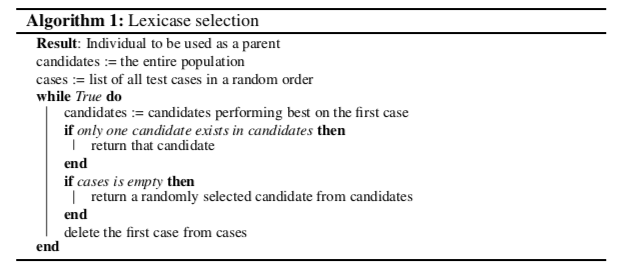 Algorithm 1: Lexicase selection
Result: Individual to be used as a parent
candidates := the entire population
cases := list of all test cases in a random order
while True do
candidates := candidates performing best on the first case
if only one candidate exists in candidates then
return that candidate
end
if cases is empty then
return a randomly selected candidate from candidates
end
delete the first case from cases
end